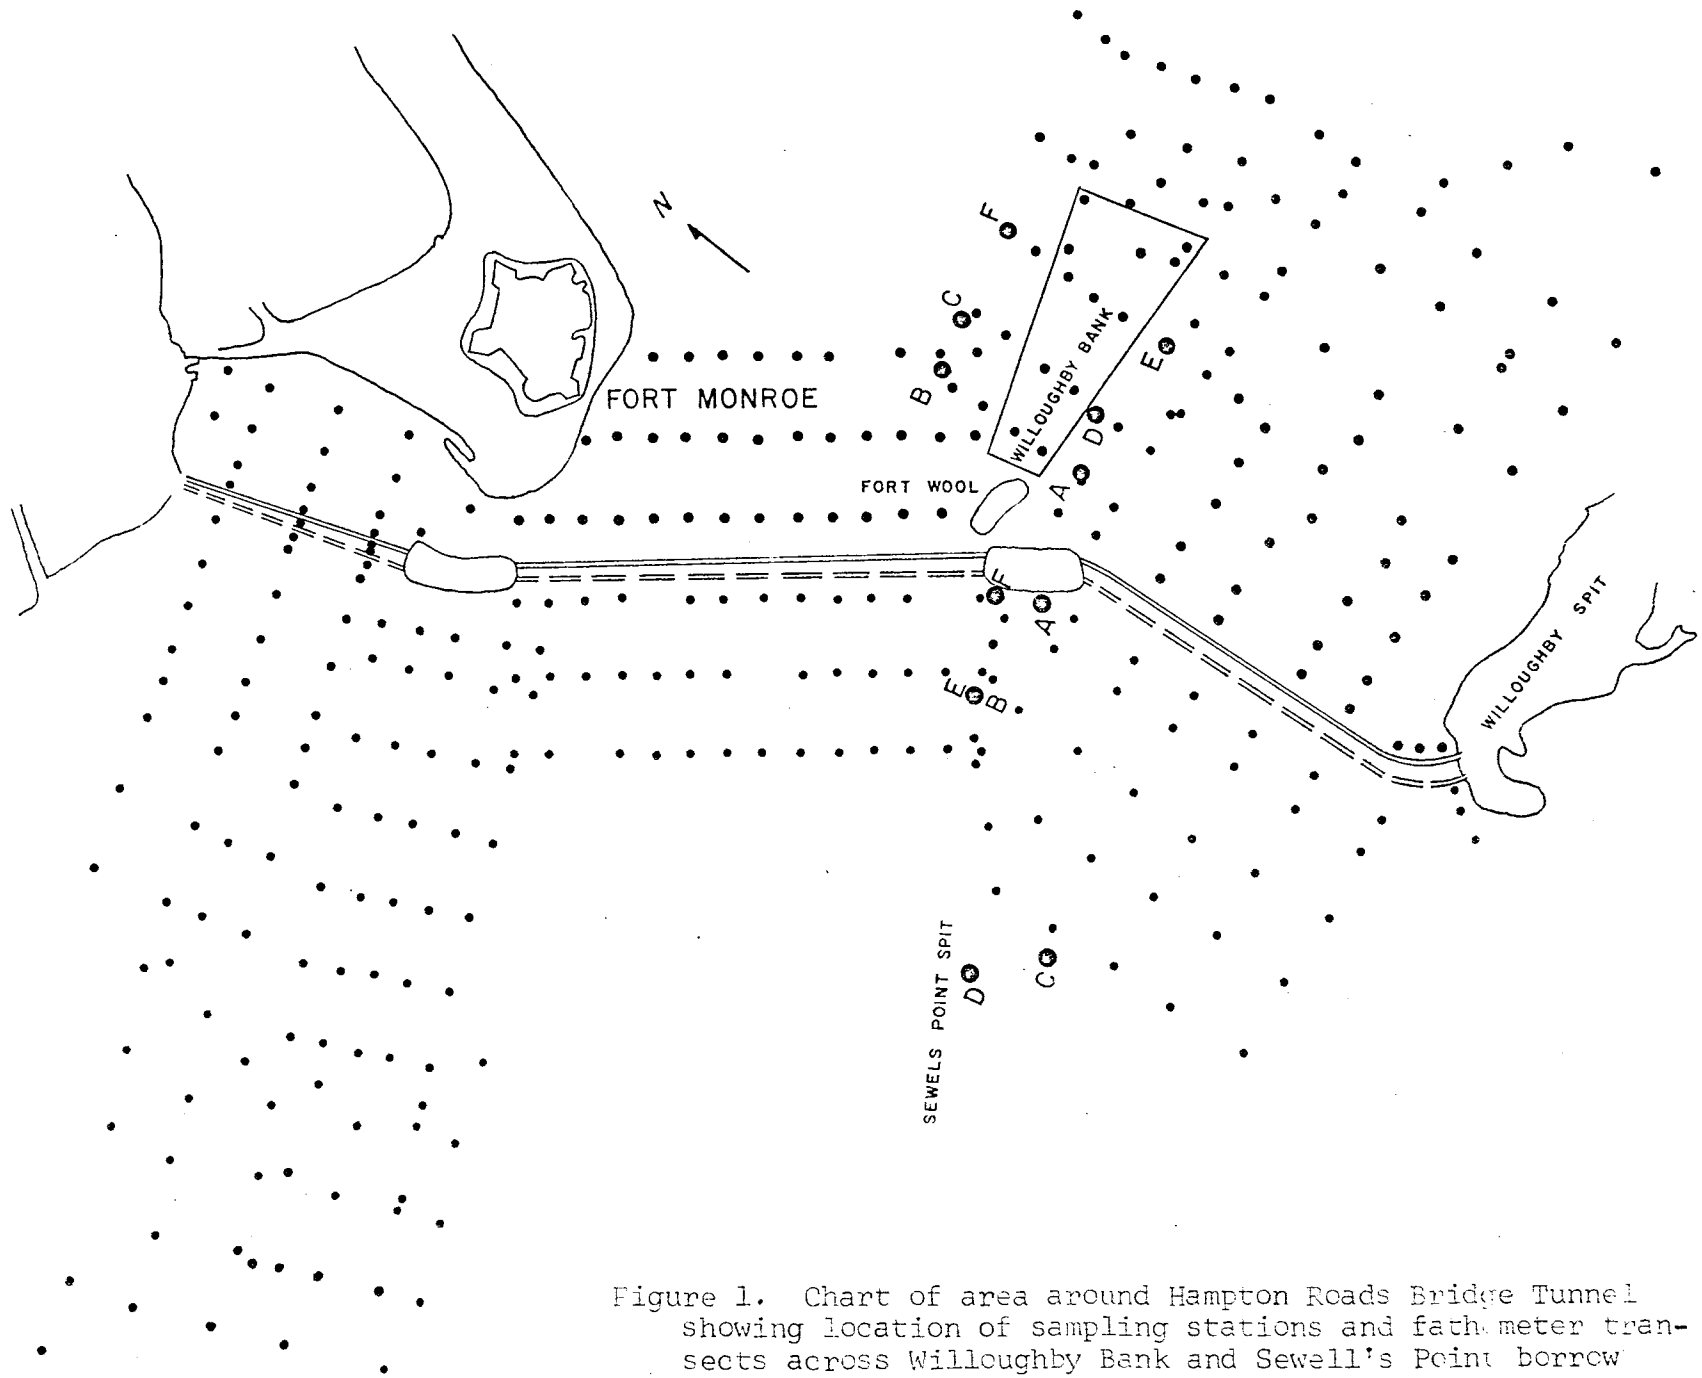 N
F
C
B
FORT MONROE
WILLOUGHBY BANK
E
D
A
FORT WOOL
F
A
E
B
WILLOUGHBY SPIT
SEWELS POINT SPIT
D
C
Figure 1. Chart of area around Hampton Roads Bridge Tunnel
showing location of sampling stations and fathometer tran-
sects across Willoughby Bank and Sewell's Point borrow